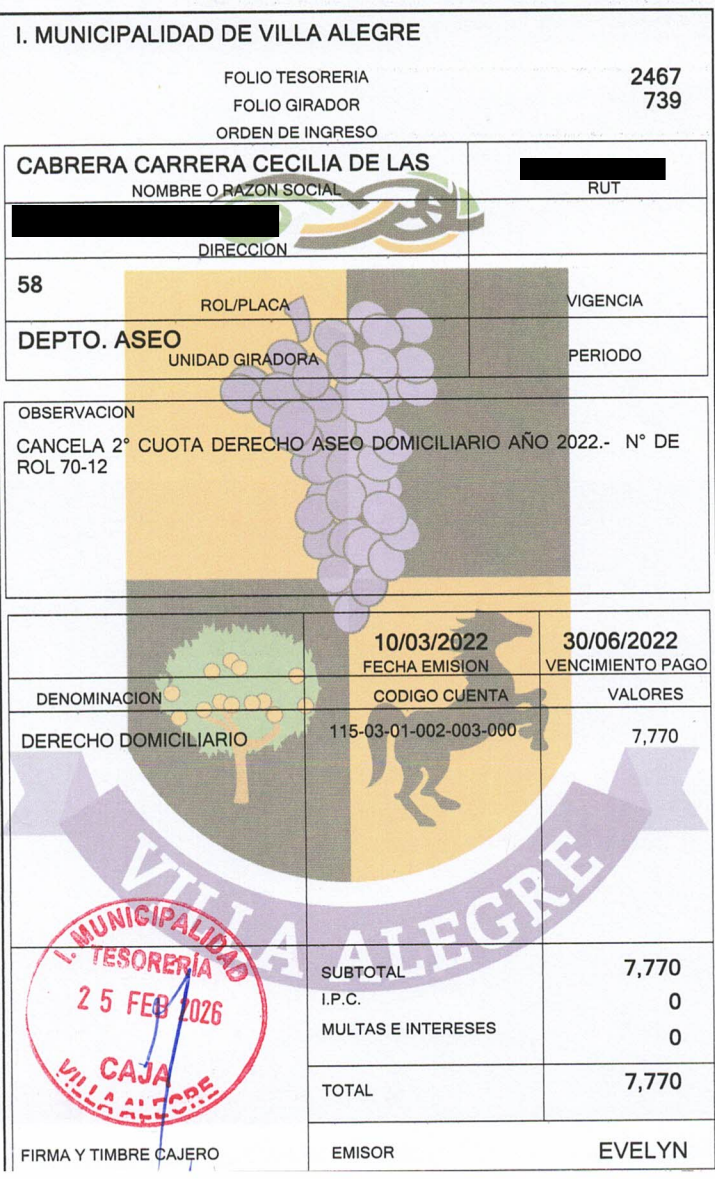 I. MUNICIPALIDAD DE VILLA ALEGRE
FOLIO TESORERIA 2467
FOLIO GIRADOR 739
ORDEN DE INGRESO
CABRERA CARRERA CECILIA DE LAS
NOMBRE O RAZON SOCIAL
RUT
DIRECCION
58
ROL/PLACA
VIGENCIA
DEPTO. ASEO
UNIDAD GIRADORA
PERIODO
OBSERVACION
CANCELA 2° CUOTA DERECHO ASEO DOMICILIARIO AÑO 2022.- N° DE
ROL 70-12
10/03/2022 30/06/2022
FECHA EMISION VENCIMIENTO PAGO
DENOMINACION CODIGO CUENTA VALORES
DERECHO DOMICILIARIO 115-03-01-002-003-000 7,770
VILLA ALEGRE
I. MUNICIPALIDAD
TESORERÍA
25 FEB 2026
CAJA
VILLA ALEGRE
SUBTOTAL 7,770
I.P.C. 0
MULTAS E INTERESES 0
TOTAL 7,770
FIRMA Y TIMBRE CAJERO
EMISOR EVELYN